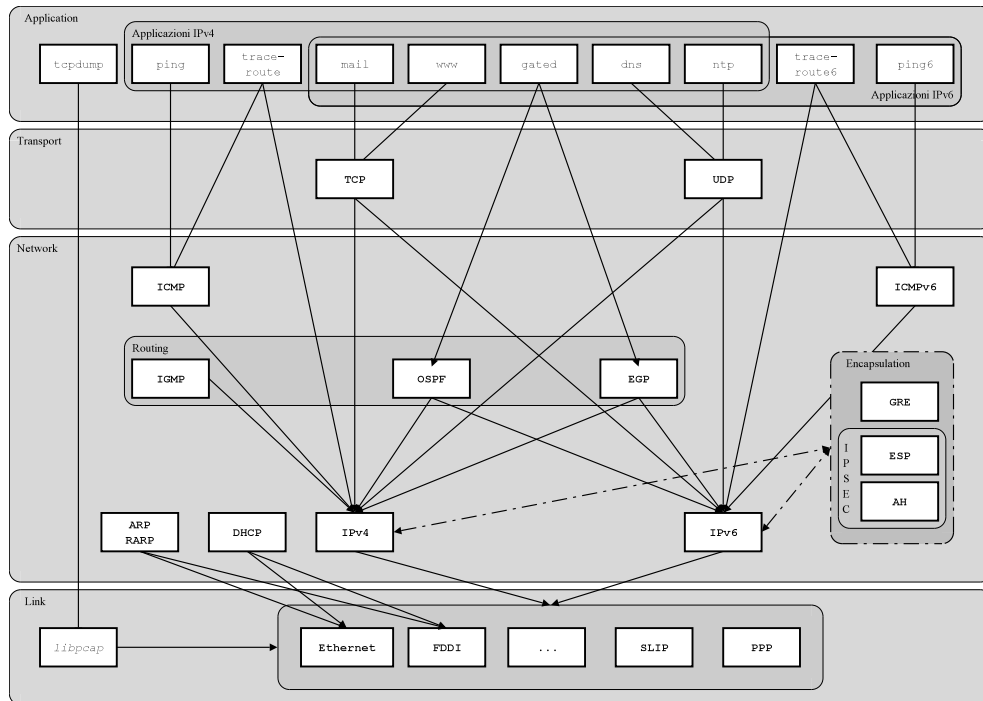 Application
Applicazioni IPv4
tcpdump
ping
trace-
route
mail
www
gated
dns
ntp
trace-
route6
ping6
Applicazioni IPv6
Transport
TCP
UDP
Network
ICMP
ICMPv6
Routing
IGMP
OSPF
EGP
Encapsulation
GRE
I
P
S
E
C
ESP
AH
ARP
RARP
DHCP
IPv4
IPv6
Link
libpcap
Ethernet
FDDI
...
SLIP
PPP